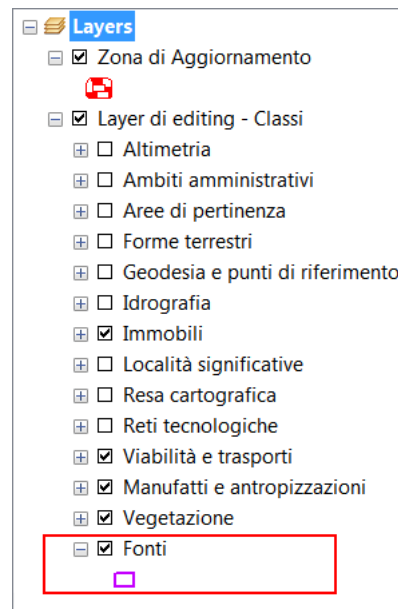 Layers
Zona di Aggiornamento
Layer di editing - Classi
Altimetria
Ambiti amministrativi
Aree di pertinenza
Forme terrestri
Geodesia e punti di riferimento
Idrografia
Immobili
Località significative
Resa cartografica
Reti tecnologiche
Viabilità e trasporti
Manufatti e antropizzazioni
Vegetazione
Fonti